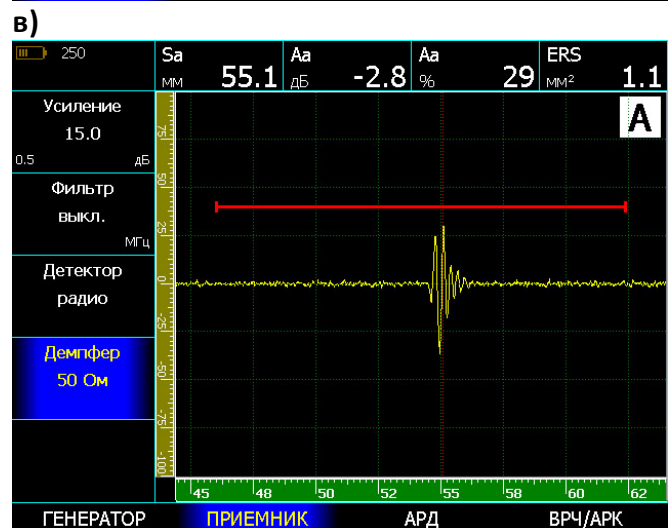 в)
250
Sa
мм 55.1
Aa
дБ -2.8
Aa
% 29
ERS
мм² 1.1
Усиление
15.0
0.5 дБ
Фильтр
выкл.
МГц
Детектор
радио
Демпфер
50 Ом
A
75
50
25
0
-25
-50
-75
-100
45 48 50 52 55 58 60 62
ГЕНЕРАТОР ПРИЕМНИК АРД ВРЧ/АРК